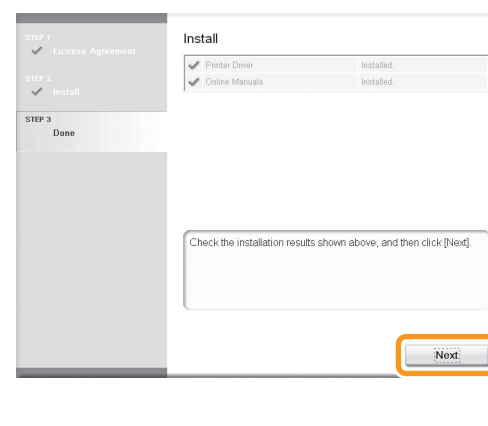 STEP 1
License Agreement
STEP 2
Install
STEP 3
Done
Install
Printer Driver Installed.
Online Manuals Installed.
Check the installation results shown above, and then click [Next].
Next